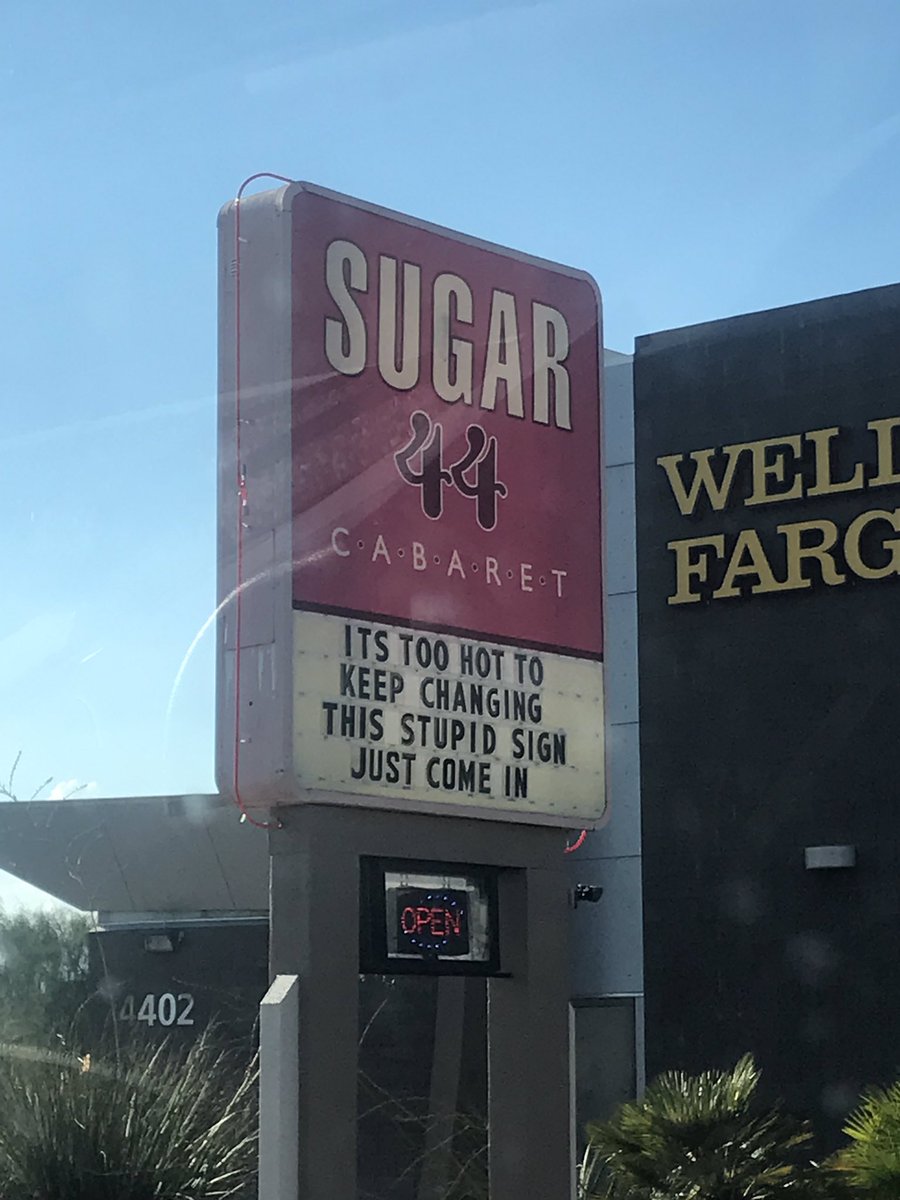 SUGAR
44
C·A·B·A·R·E·T
ITS TOO HOT TO
KEEP CHANGING
THIS STUPID SIGN
JUST COME IN
OPEN
4402
WELL
FARG